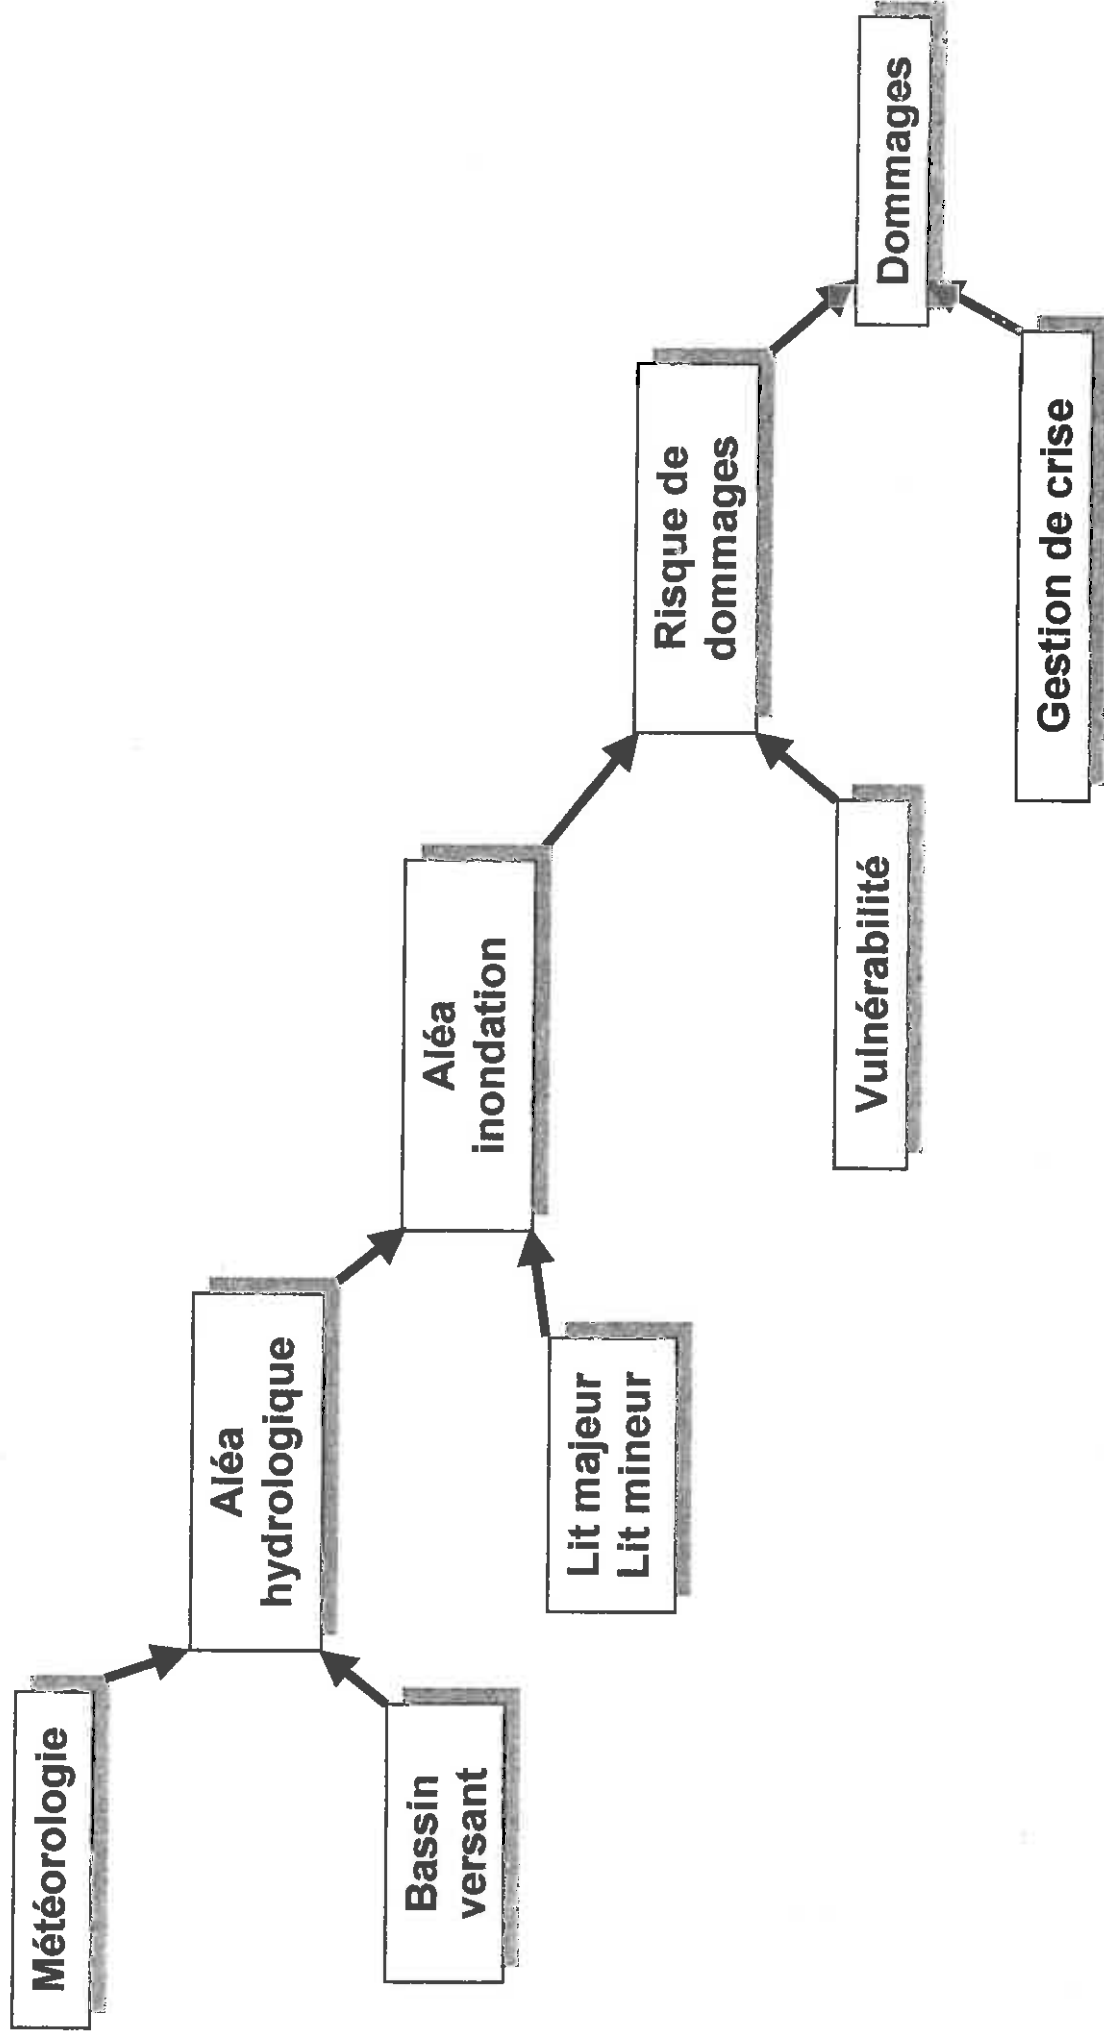 Météorologie
Bassin
versant
Aléa
hydrologique
Lit majeur
Lit mineur
Aléa
inondation
Vulnérabilité
Risque de
dommages
Gestion de crise
Dommages